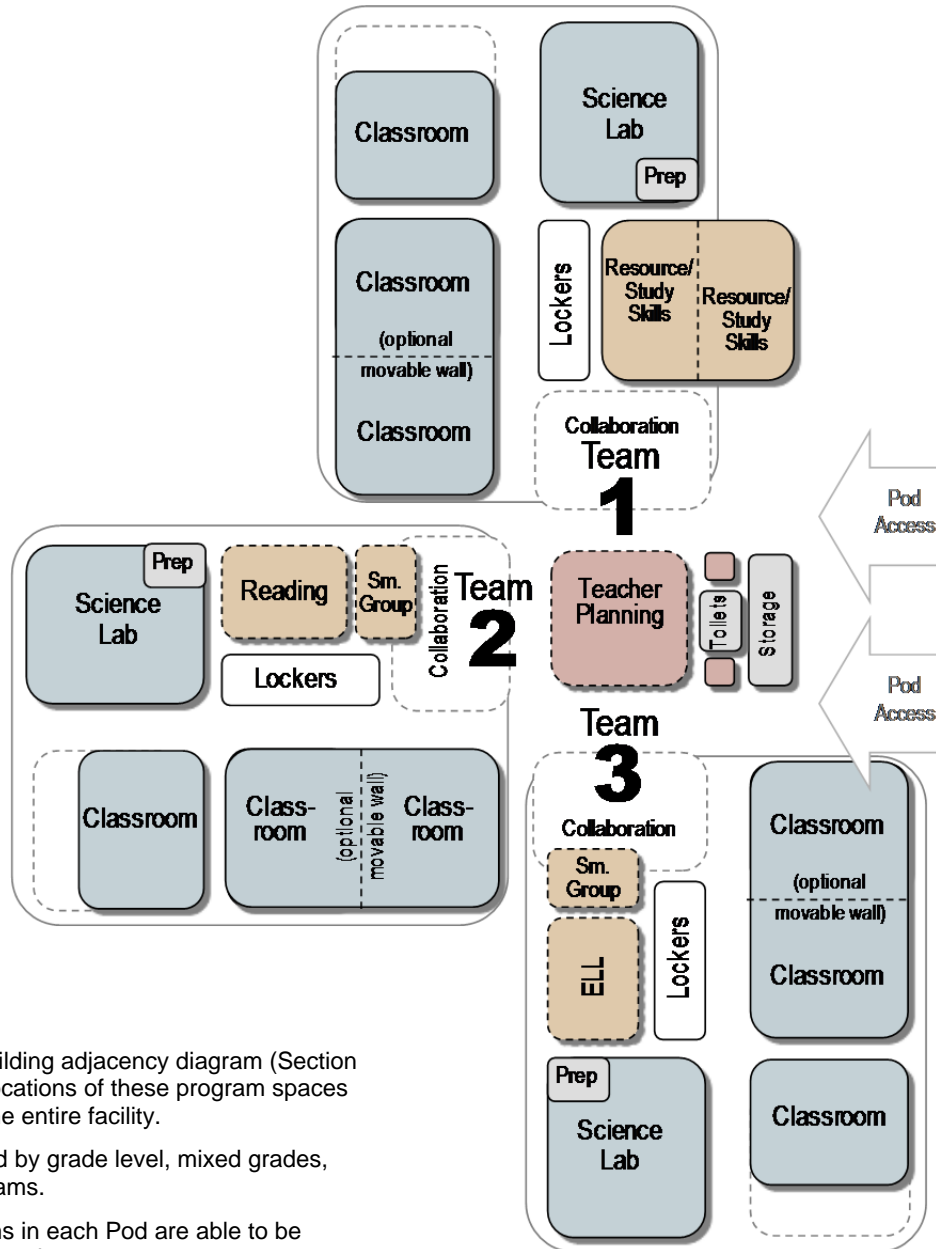 Classroom
Science
Lab
Prep
Classroom
(optional
movable wall)
Classroom
Lockers
Resource/
Study
Skills
Resource/
Study
Skills
Collaboration
Team
1
Pod
Access
Science
Lab
Prep
Reading
Sm.
Group
Collaboration
Team
2
Lockers
Teacher
Planning
Toilets
Storage
Pod
Access
Classroom
Class-
room
(optional
movable wall)
Class-
room
Team
3
Collaboration
Sm.
Group
ELL
Lockers
Classroom
(optional
movable wall)
Classroom
Prep
Science
Lab
Classroom
ilding adjacency diagram (Section
ocations of these program spaces
e entire facility.
d by grade level, mixed grades,
ams.
ns in each Pod are able to be